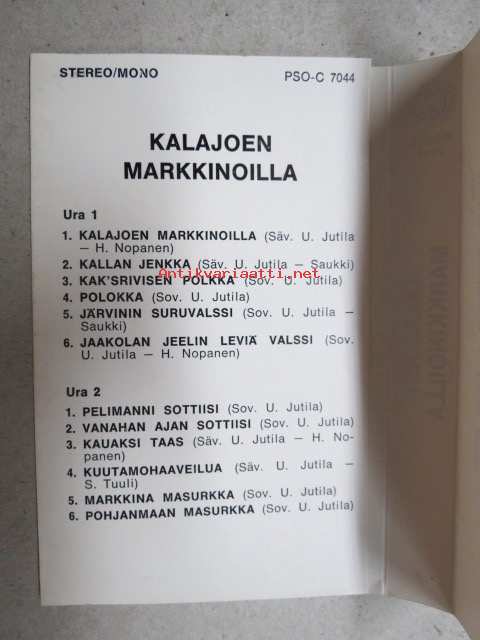 STEREO/MONO PSO-C 7044
KALAJOEN
MARKKINOILLA
Ura 1
1. KALAJOEN MARKKINOILLA (Säv. U. Jutila
— H. Nopanen)
2. KALLAN JENKKA (Säv. U. Jutila — Saukki)
Antikvariaatti.net
3. KAK'SRIVISEN POLKKA (Sov. U. Jutila)
4. POLOKKA (Sov. U. Jutila)
5. JÄRVININ SURUVALSSI (Sov. U. Jutila —
Saukki)
6. JAAKOLAN JEELIN LEVIÄ VALSSI (Sov.
U. Jutila — H. Nopanen)
Ura 2
1. PELIMANNI SOTTIISI (Sov. U. Jutila)
2. VANAHAN AJAN SOTTIISI (Sov. U. Jutila)
3. KAUAKSI TAAS (Säv. U. Jutila — H. No-
panen)
4. KUUTAMOHAAVEILUA (Säv. U. Jutila —
S. Tuuli)
5. MARKKINA MASURKKA (Sov. U. Jutila)
6. POHJANMAAN MASURKKA (Sov. U. Jutila)